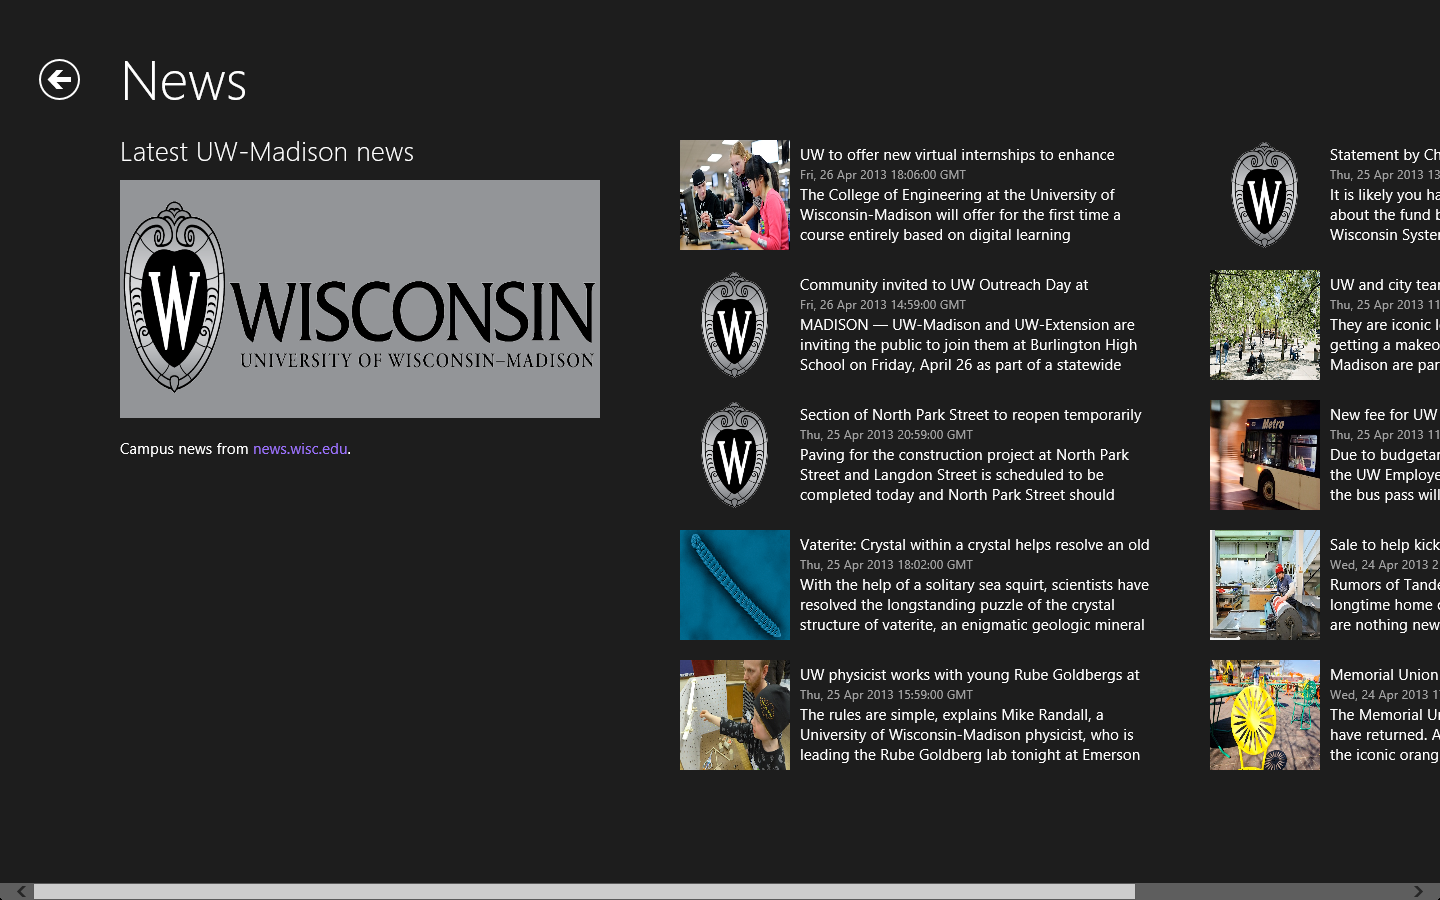 News
Latest UW-Madison news
W
WISCONSIN
UNIVERSITY OF WISCONSIN–MADISON
Campus news from news.wisc.edu.
UW to offer new virtual internships to enhance
Fri, 26 Apr 2013 18:06:00 GMT
The College of Engineering at the University of
Wisconsin-Madison will offer for the first time a
course entirely based on digital learning
W
Community invited to UW Outreach Day at
Fri, 26 Apr 2013 14:59:00 GMT
MADISON — UW-Madison and UW-Extension are
inviting the public to join them at Burlington High
School on Friday, April 26 as part of a statewide
W
Section of North Park Street to reopen temporarily
Thu, 25 Apr 2013 20:59:00 GMT
Paving for the construction project at North Park
Street and Langdon Street is scheduled to be
completed today and North Park Street should
Vaterite: Crystal within a crystal helps resolve an old
Thu, 25 Apr 2013 18:02:00 GMT
With the help of a solitary sea squirt, scientists have
resolved the longstanding puzzle of the crystal
structure of vaterite, an enigmatic geologic mineral
UW physicist works with young Rube Goldbergs at
Thu, 25 Apr 2013 15:59:00 GMT
The rules are simple, explains Mike Randall, a
University of Wisconsin-Madison physicist, who is
leading the Rube Goldberg lab tonight at Emerson
W
Statement by Ch
Thu, 25 Apr 2013 13
It is likely you ha
about the fund b
Wisconsin System
UW and city tea
Thu, 25 Apr 2013 11
They are iconic l
getting a makeo
Madison are par
Metro
New fee for UW
Thu, 25 Apr 2013 11
Due to budgetar
the UW Employe
the bus pass will
Sale to help kick
Wed, 24 Apr 2013 2
Rumors of Tande
longtime home
are nothing new
Memorial Union
Wed, 24 Apr 2013 1
The Memorial U
have returned. A
the iconic orang